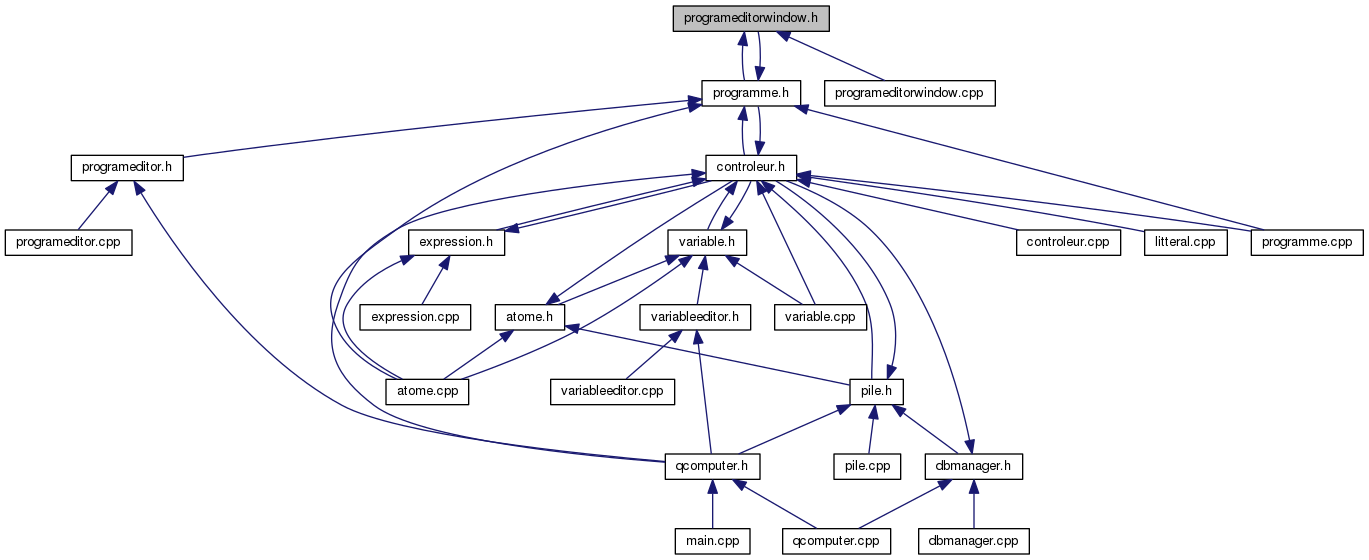 programeditorwindow.h
programme.h
programeditorwindow.cpp
programeditor.h
controleur.h
programeditor.cpp
expression.h
variable.h
controleur.cpp
litteral.cpp
programme.cpp
expression.cpp
atome.h
variableeditor.h
variable.cpp
atome.cpp
variableeditor.cpp
pile.h
qcomputer.h
pile.cpp
dbmanager.h
main.cpp
qcomputer.cpp
dbmanager.cpp